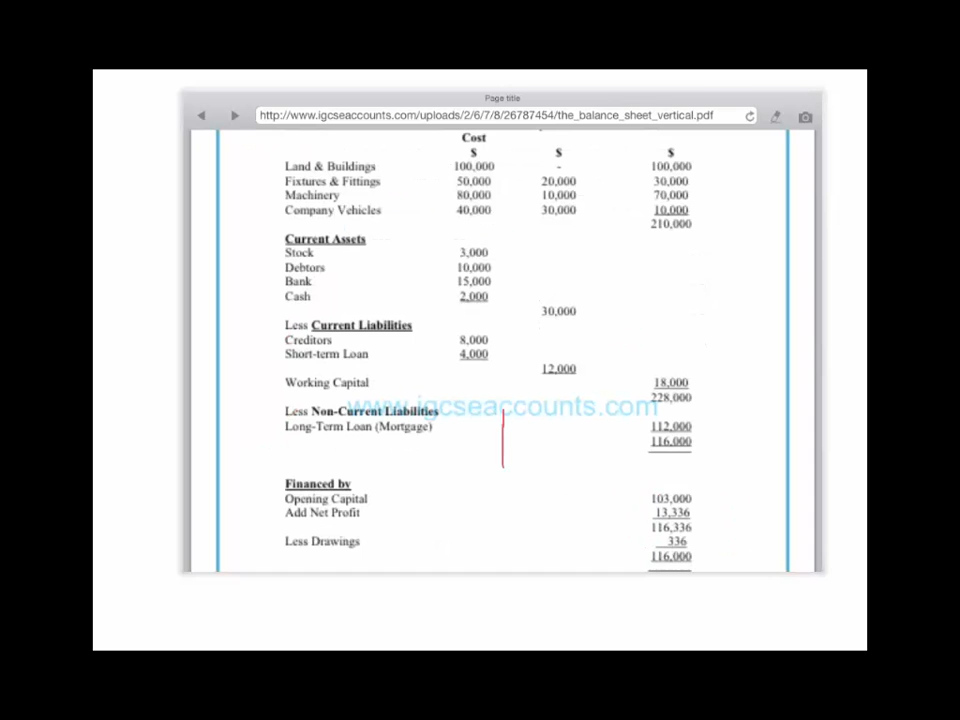 Page title
http://www.igcseaccounts.com/uploads/2/6/7/8/26787454/the_balance_sheet_vertical.pdf
Cost
$ $ $
Land & Buildings 100,000 - 100,000
Fixtures & Fittings 50,000 20,000 30,000
Machinery 80,000 10,000 70,000
Company Vehicles 40,000 30,000 10,000
210,000
Current Assets
Stock 3,000
Debtors 10,000
Bank 15,000
Cash 2,000
30,000
Less Current Liabilities
Creditors 8,000
Short-term Loan 4,000
12,000
Working Capital 18,000
228,000
www.igcseaccounts.com
Less Non-Current Liabilities
Long-Term Loan (Mortgage) 112,000
116,000
Financed by
Opening Capital 103,000
Add Net Profit 13,336
116,336
Less Drawings 336
116,000